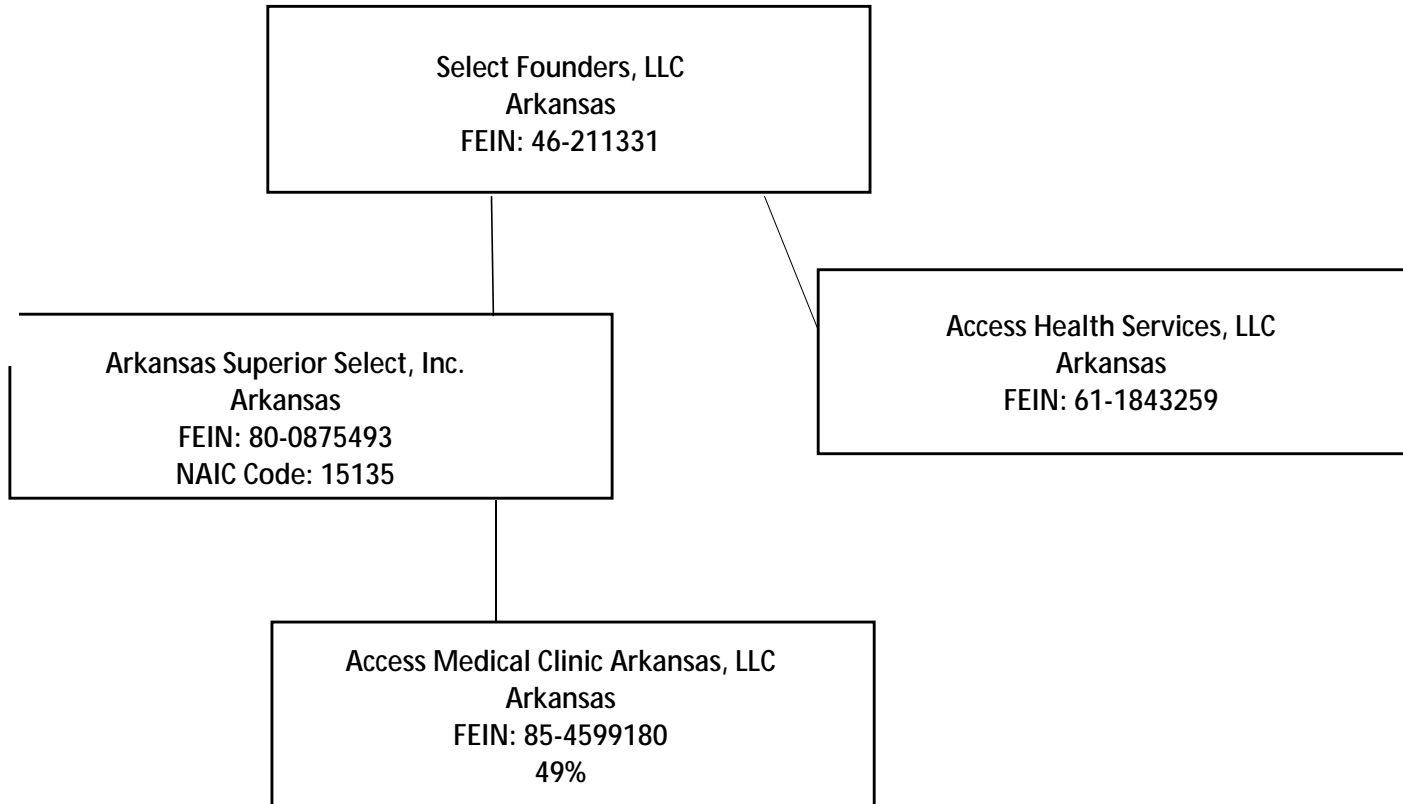 Select Founders, LLC
Arkansas
FEIN: 46-211331
Arkansas Superior Select, Inc.
Arkansas
FEIN: 80-0875493
NAIC Code: 15135
Access Health Services, LLC
Arkansas
FEIN: 61-1843259
Access Medical Clinic Arkansas, LLC
Arkansas
FEIN: 85-4599180
49%